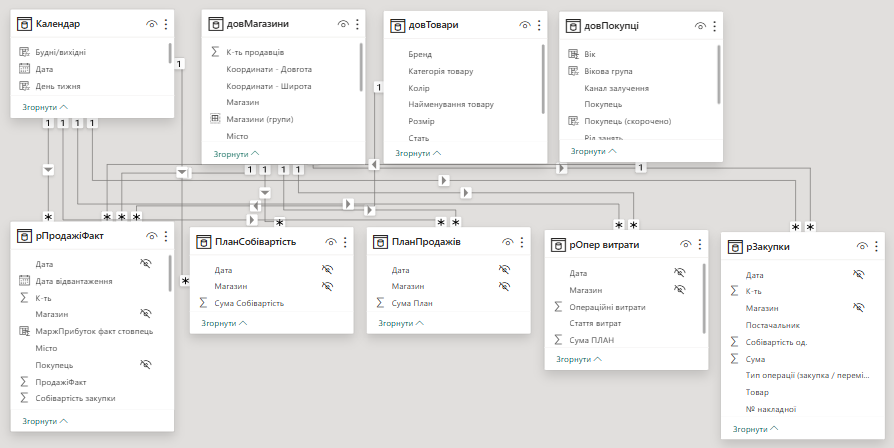 Календар
Будні/вихідні
Дата
День тижня
Згорнути
довМагазини
К-ть продавців
Координати - Довгота
Координати - Широта
Магазин
Магазини (групи)
Місто
Згорнути
довТовари
Бренд
Категорія товару
Колір
Найменування товару
Розмір
Стать
Згорнути
довПокупці
Вік
Вікова група
Канал залучення
Покупець
Покупець (скорочено)
Рід занять
Згорнути
1
1
1
1
1
1
1
1
1
1
1
1
рПродажіФакт
Дата
Дата відвантаження
К-ть
Магазин
МаржПрибуток факт стовпець
Місто
Покупець
ПродажіФакт
Собівартість закупки
Згорнути
ПланСобівартість
Дата
Магазин
Сума Собівартість
Згорнути
ПланПродажів
Дата
Магазин
Сума План
Згорнути
рОпер витрати
Дата
Магазин
Операційні витрати
Стаття витрат
Сума ПЛАН
Згорнути
рЗакупки
Дата
К-ть
Магазин
Постачальник
Собівартість од.
Сума
Тип операції (закупка / перемі...
Товар
№ накладної
Згорнути